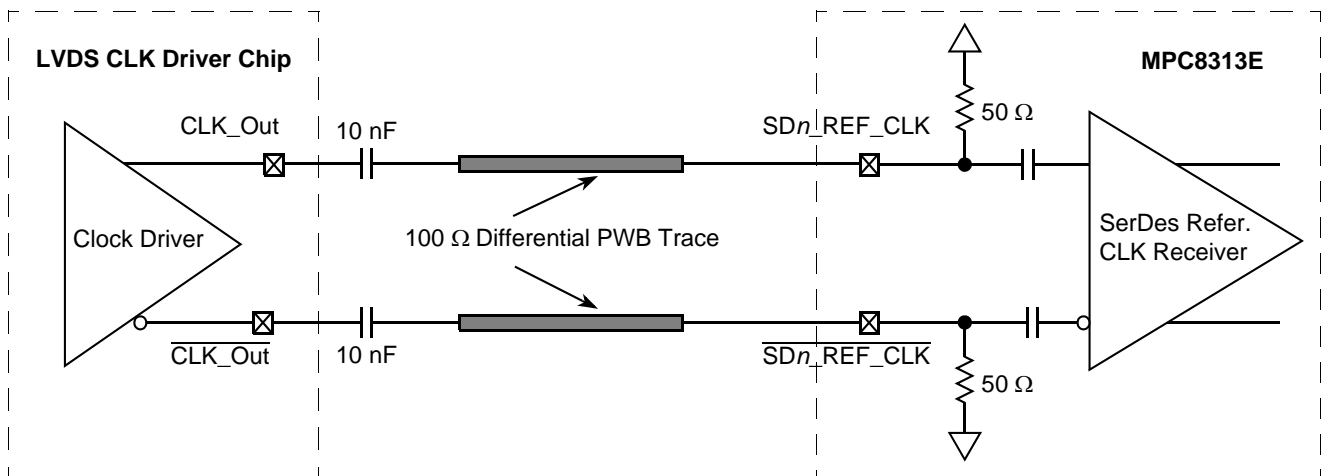 LVDS CLK Driver Chip
MPC8313E
CLK_Out
10 nF
SDn_REF_CLK
50 Ω
Clock Driver
100 Ω Differential PWB Trace
SerDes Refer.
CLK Receiver
CLK_Out
10 nF
SDn_REF_CLK
50 Ω